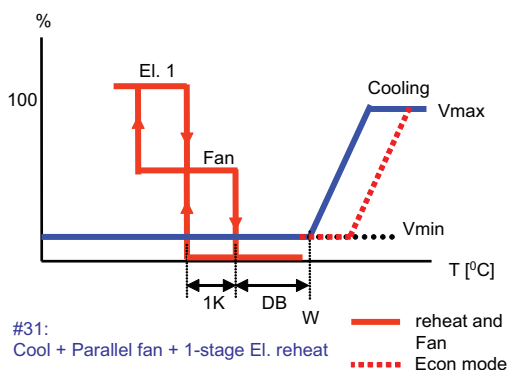 %
El. 1
Cooling
100
Vmax
Fan
Vmin
T [⁰C]
1K
DB
W
#31:
Cool + Parallel fan + 1-stage El. reheat
reheat and
Fan
Econ mode